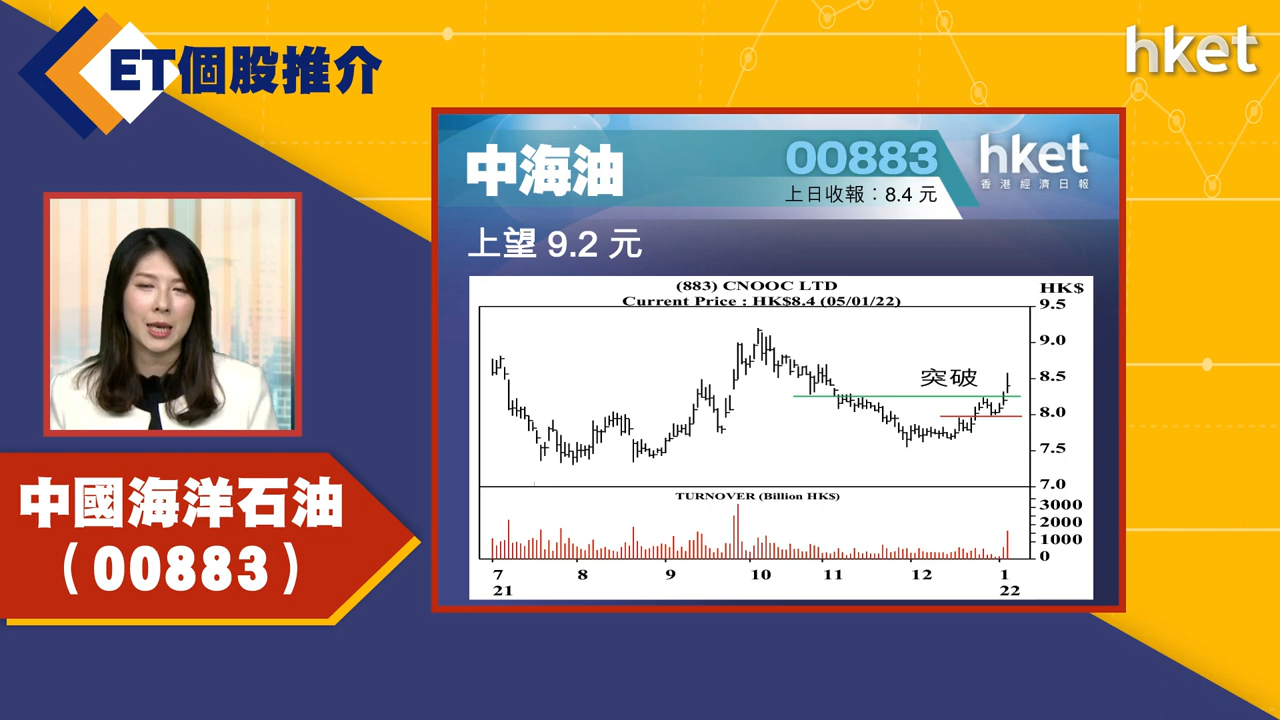 ET個股推介
hket
中海油
00883
上日收報：8.4 元
hket
香港經濟日報
上望 9.2 元
(883) CNOOC LTD
Current Price : HK$8.4 (05/01/22)
HK$
9.5
9.0
突破
8.5
8.0
7.5
7.0
TURNOVER (Billion HK$)
3000
2000
1000
0
7 8 9 10 11 12 1
21 22
中國海洋石油
（00883）